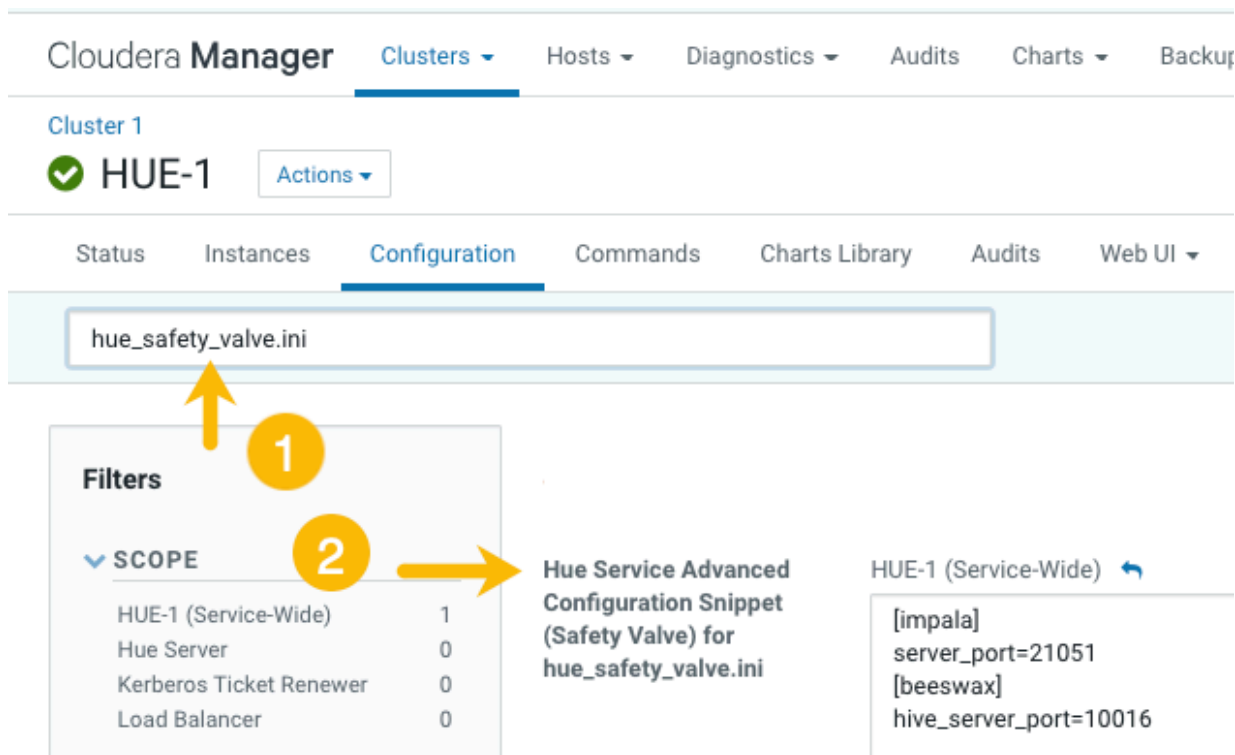 Cloudera Manager Clusters Hosts Diagnostics Audits Charts
Cluster 1
HUE-1 Actions
Status Instances Configuration Commands Charts Library Audits Web UI
hue_safety_valve.ini
1
Filters
2
SCOPE
HUE-1 (Service-Wide) 1
Hue Server 0
Kerberos Ticket Renewer 0
Load Balancer 0
Hue Service Advanced
Configuration Snippet
(Safety Valve) for
hue_safety_valve.ini
HUE-1 (Service-Wide)
[impala]
server_port=21051
[beeswax]
hive_server_port=10016